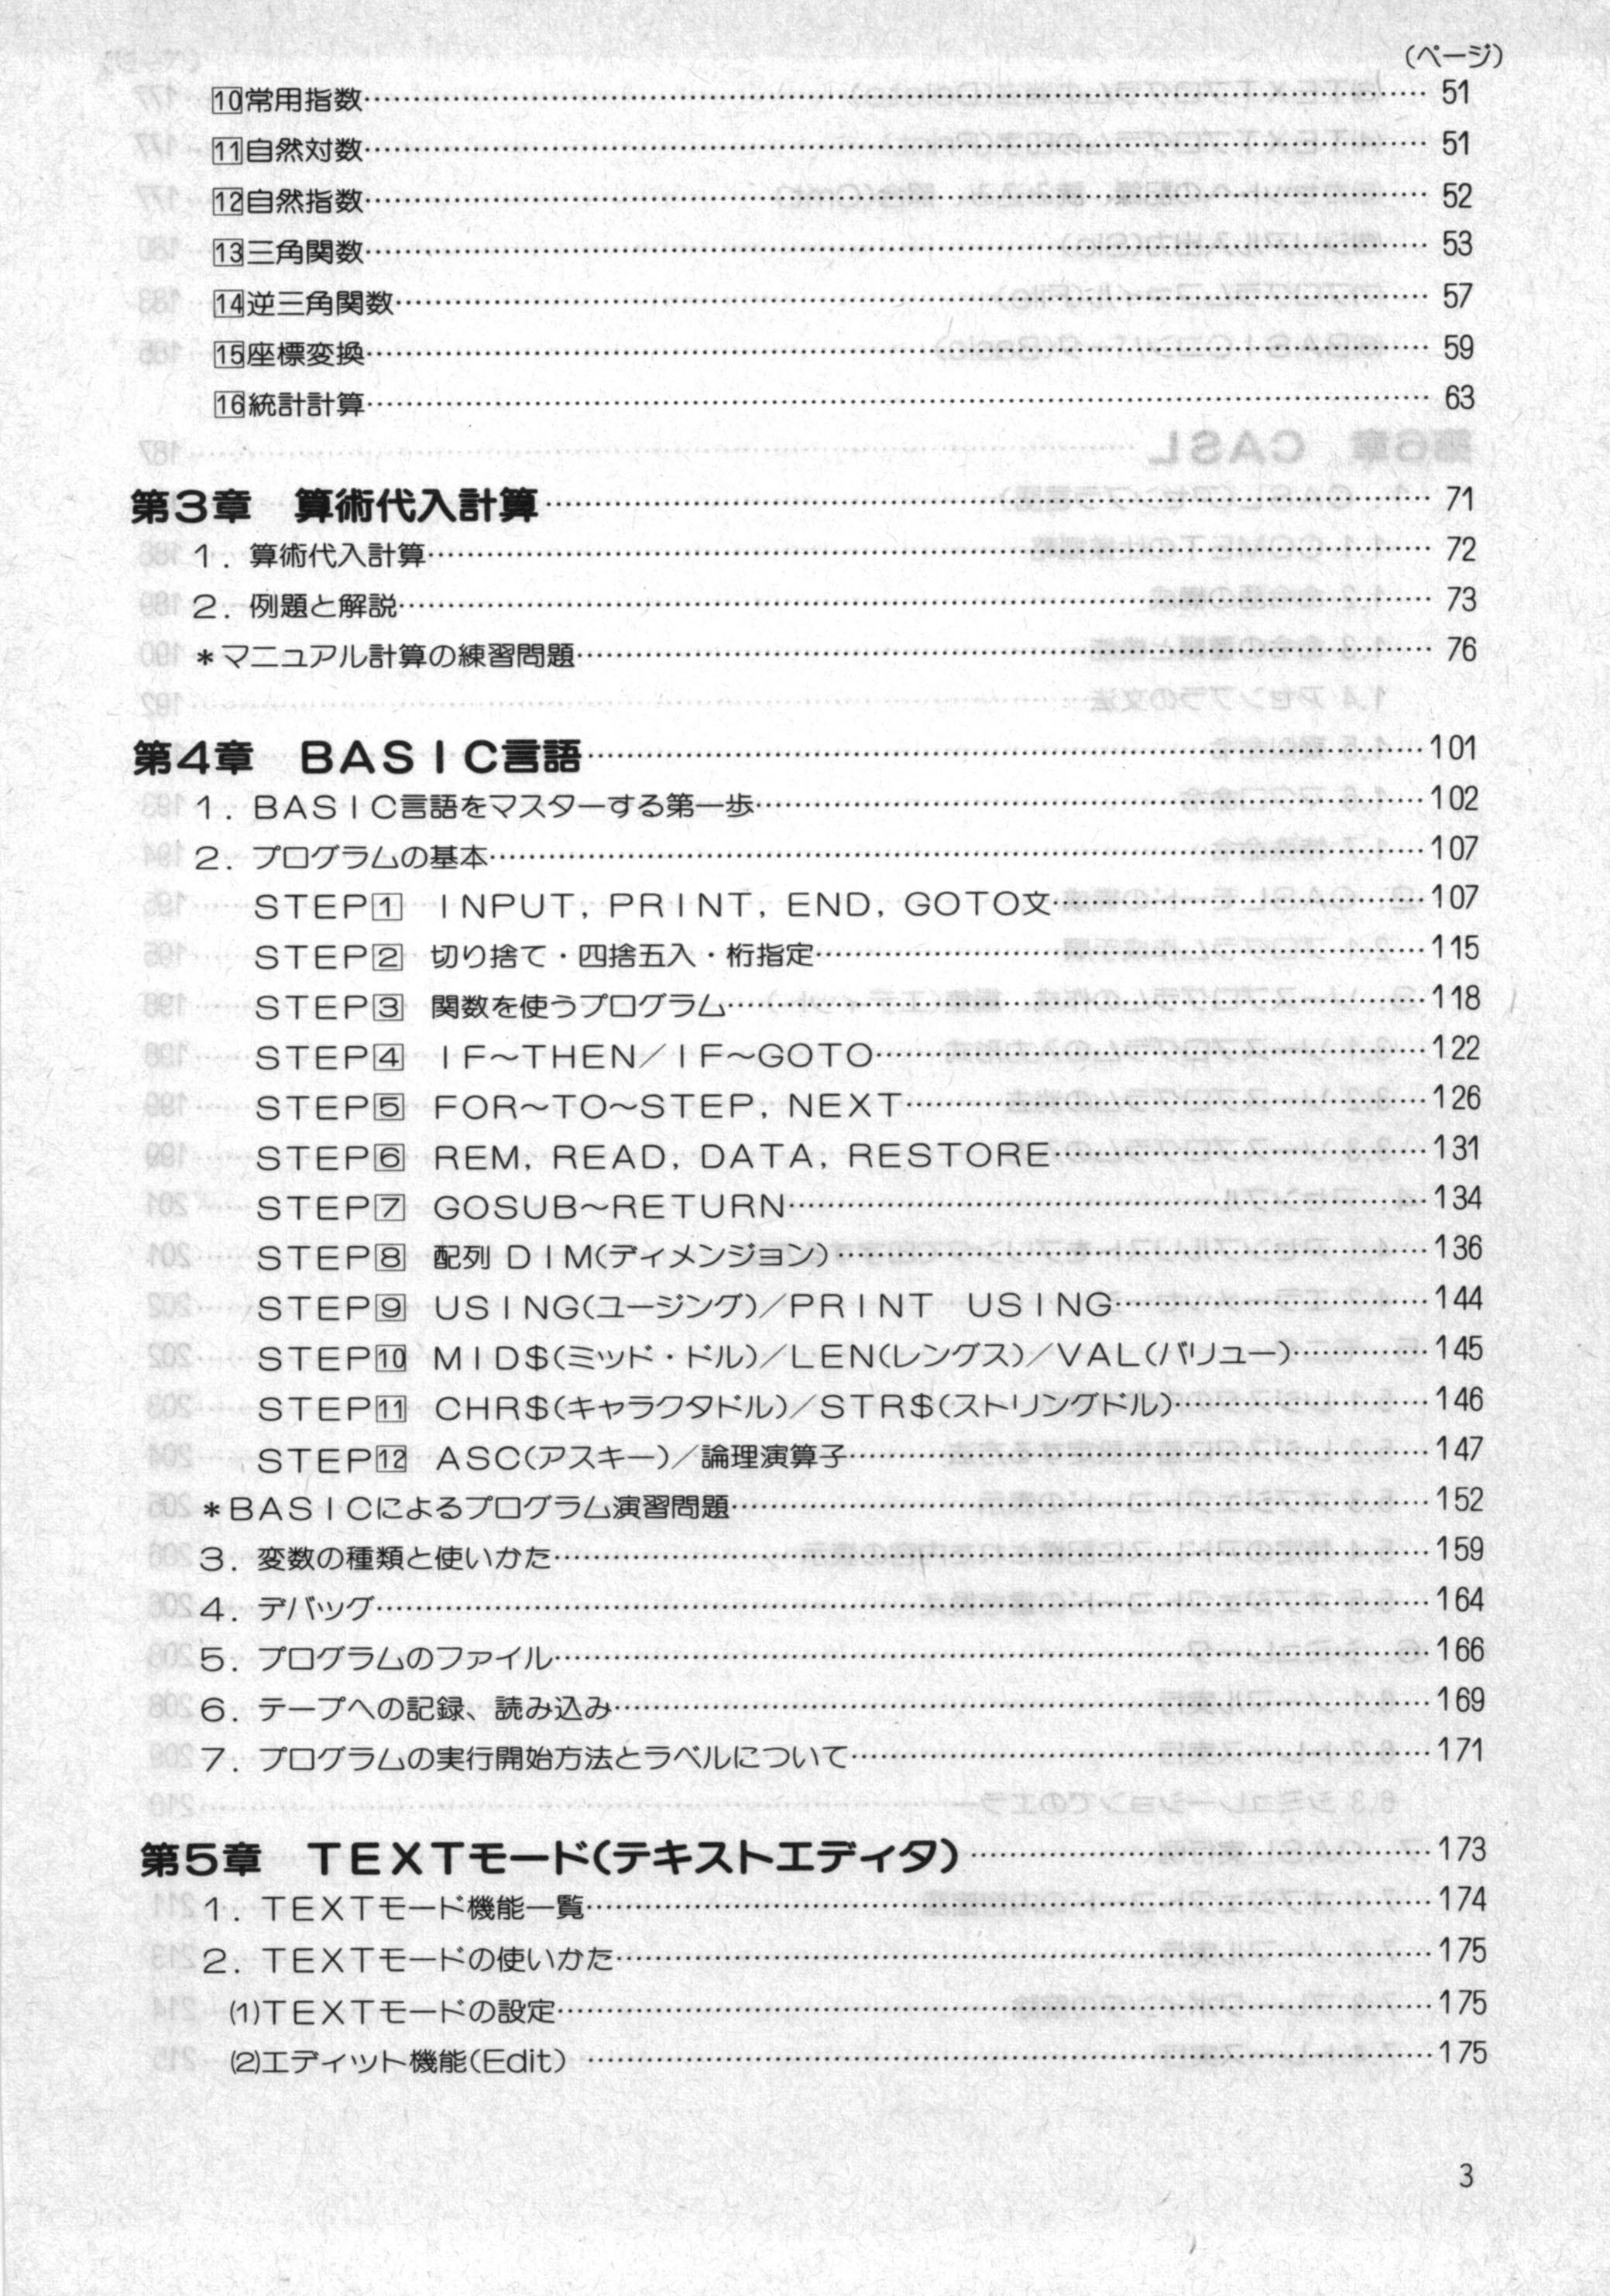 (ページ)
10常用指数……51
11自然対数……51
12自然指数……52
13三角関数……53
14逆三角関数……57
15座標変換……59
16統計計算……63
第3章 算術代入計算……71
1. 算術代入計算……72
2. 例題と解説……73
*マニュアル計算の練習問題……76
第4章 BASIC言語……101
1. BASIC言語をマスターする第一歩……102
2. プログラムの基本……107
STEP1 INPUT, PRINT, END, GOTO文……107
STEP2 切り捨て・四捨五入・桁指定……115
STEP3 関数を使うプログラム……118
STEP4 IF~THEN/IF~GOTO……122
STEP5 FOR~TO~STEP, NEXT……126
STEP6 REM, READ, DATA, RESTORE……131
STEP7 GOSUB~RETURN……134
STEP8 配列 DIM(ディメンジョン)……136
STEP9 USING(ユージング)/PRINT USING……144
STEP10 MID$(ミッド・ドル)/LEN(レングス)/VAL(バリュー)……145
STEP11 CHR$(キャラクタドル)/STR$(ストリングドル)……146
STEP12 ASC(アスキー)/論理演算子……147
*BASICによるプログラム演習問題……152
3. 変数の種類と使いかた……159
4. デバッグ……164
5. プログラムのファイル……166
6. テープへの記録、読み込み……169
7. プログラムの実行開始方法とラベルについて……171
第5章 TEXTモード(テキストエディタ)……173
1. TEXTモード機能一覧……174
2. TEXTモードの使いかた……175
(1)TEXTモードの設定……175
(2)エディット機能(Edit)……175
3